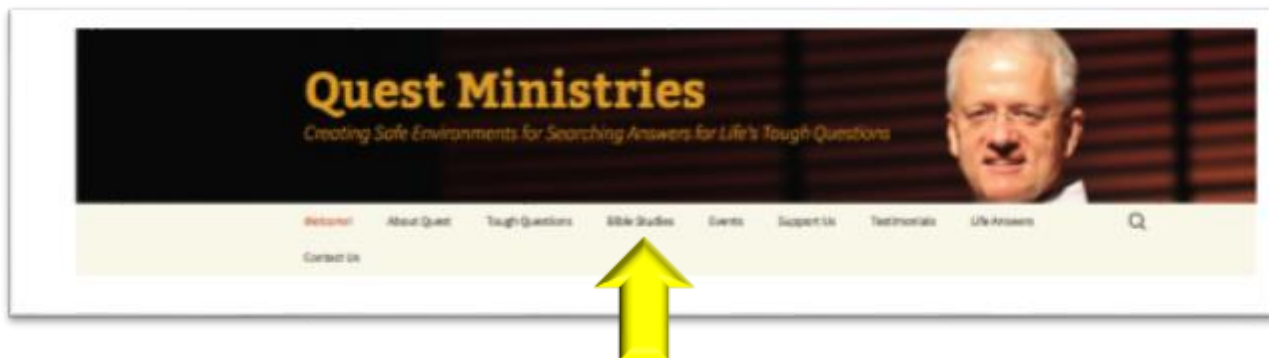 Quest Ministries
Creating Safe Environments for Searching Answers for Life's Tough Questions
Welcome! About Quest Tough Questions Bible Studies Events Support Us Testimonials Life Answers
Contact Us